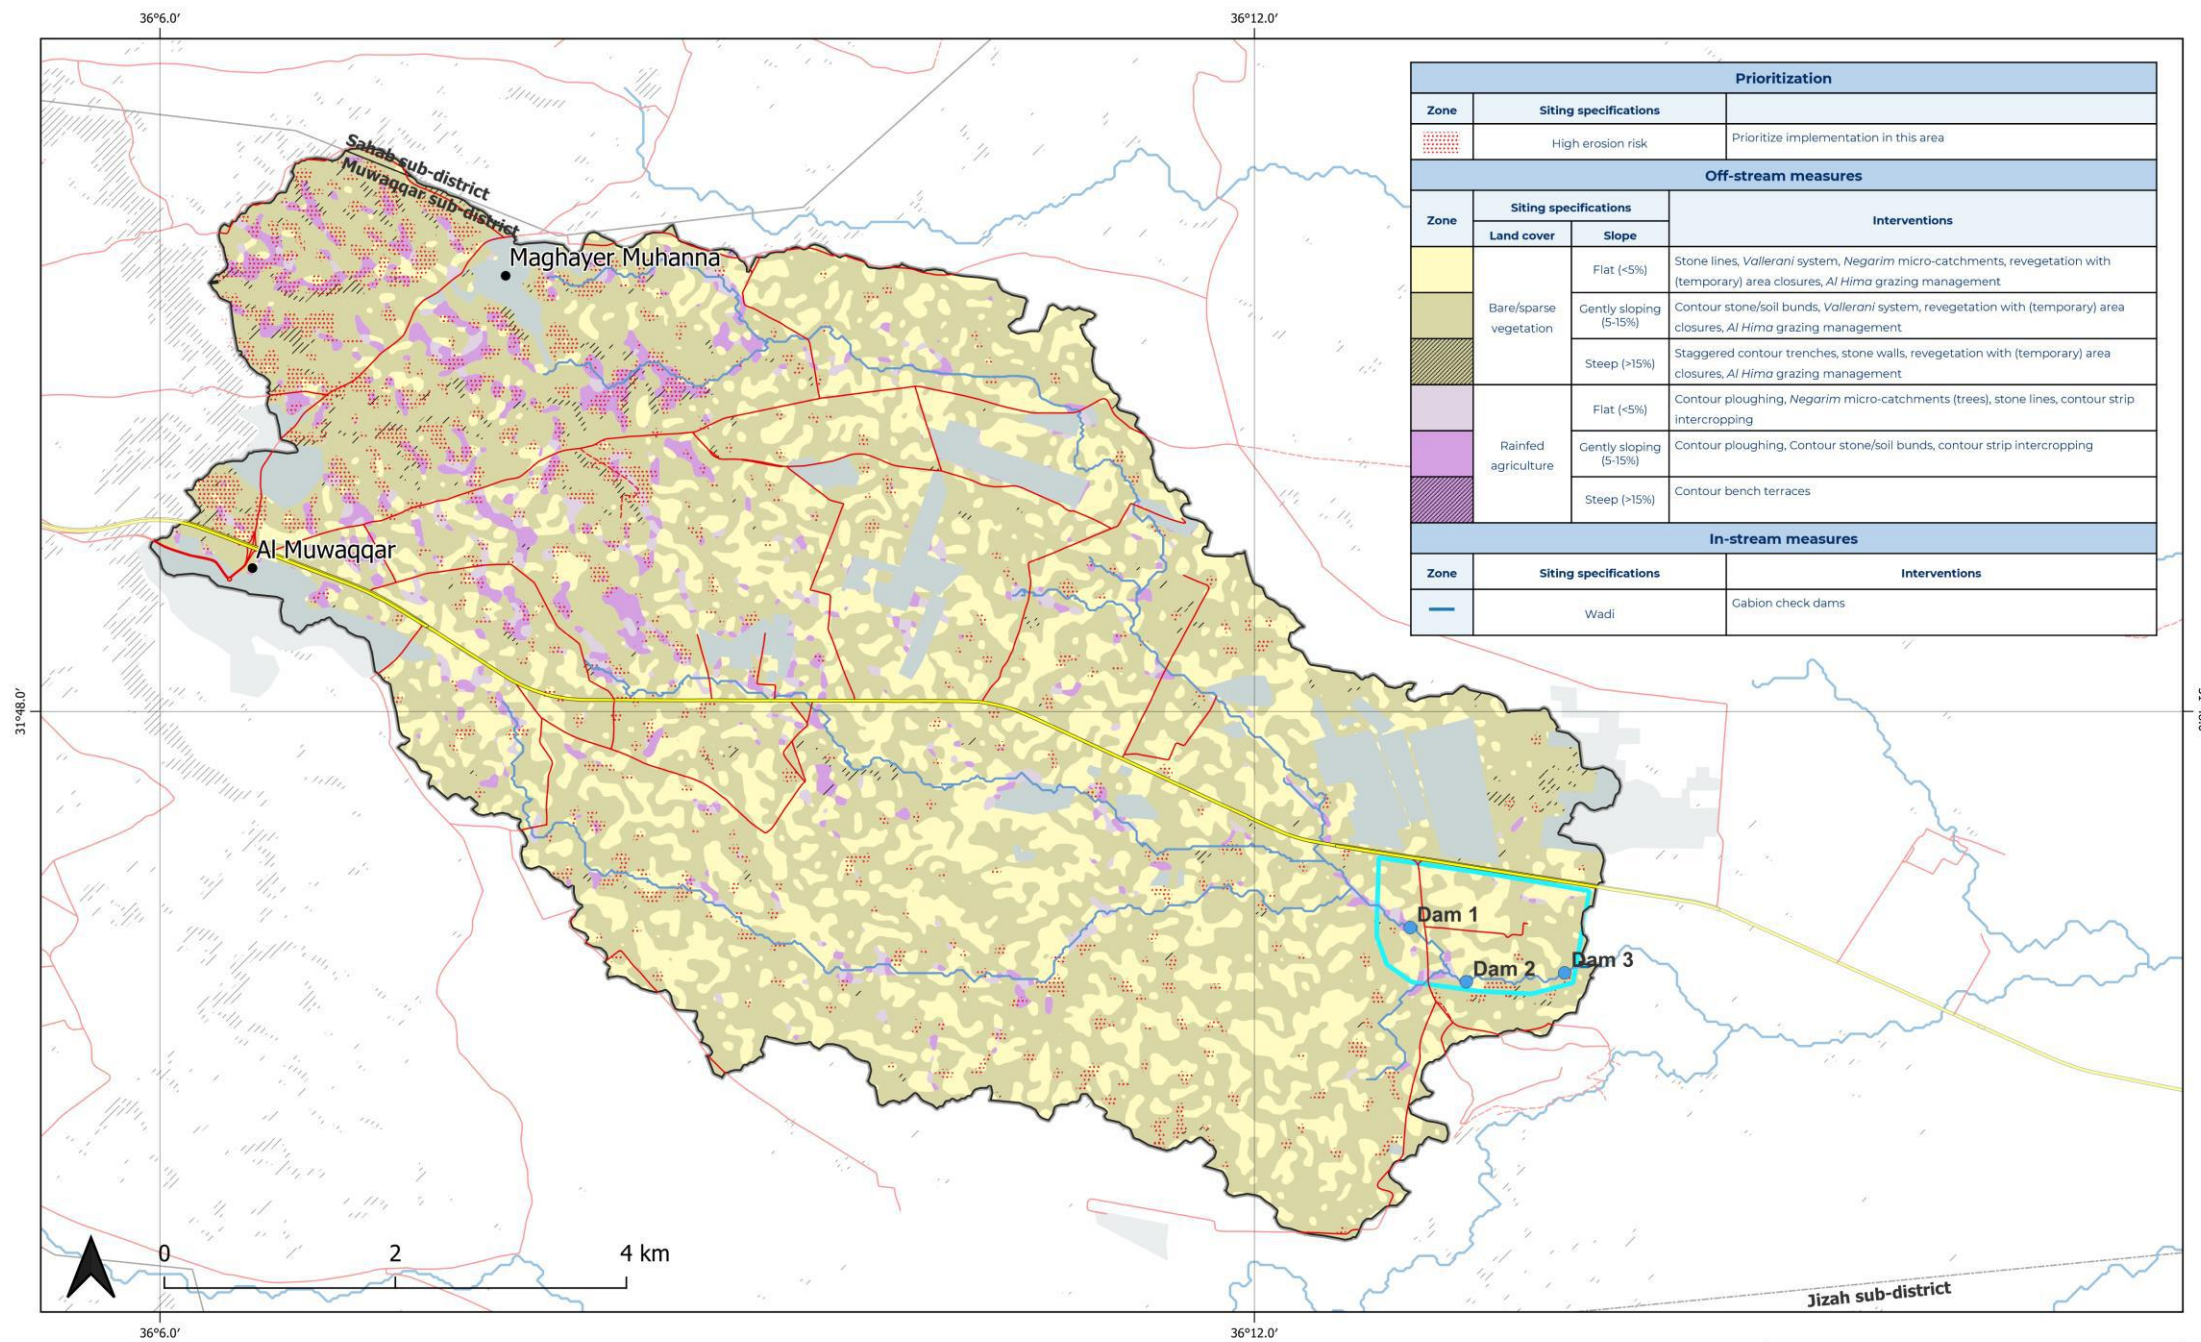 36°6.0′
36°12.0′
Prioritization
Zone
Siting specifications
High erosion risk
Prioritize implementation in this area
Off-stream measures
Zone
Siting specifications
Interventions
Land cover
Slope
Bare/sparse
vegetation
Flat (<5%)
Stone lines, Vallerani system, Negarim micro-catchments, revegetation with
(temporary) area closures, Al Hima grazing management
Gently sloping
(5-15%)
Contour stone/soil bunds, Vallerani system, revegetation with (temporary) area
closures, Al Hima grazing management
Steep (>15%)
Staggered contour trenches, stone walls, revegetation with (temporary) area
closures, Al Hima grazing management
Rainfed
agriculture
Flat (<5%)
Contour ploughing, Negarim micro-catchments (trees), stone lines, contour strip
intercropping
Gently sloping
(5-15%)
Contour ploughing, Contour stone/soil bunds, contour strip intercropping
Steep (>15%)
Contour bench terraces
In-stream measures
Zone
Siting specifications
Interventions
Wadi
Gabion check dams
Sahab sub-district
Muwaqqar sub-district
Maghayer Muhanna
Al Muwaqqar
31°48.0′
Dam 1
Dam 2
Dam 3
0
2
4 km
Jizah sub-district
36°6.0′
36°12.0′